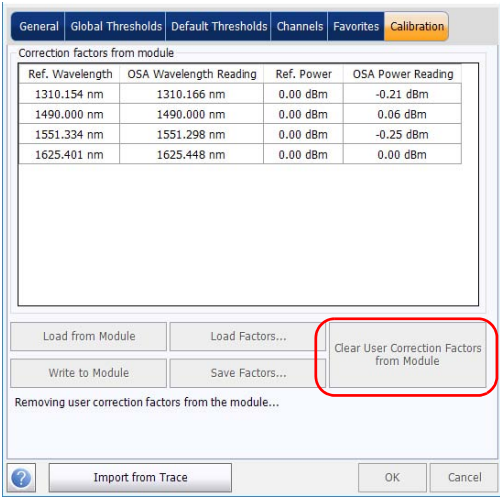 General Global Thresholds Default Thresholds Channels Favorites Calibration
Correction factors from module
Ref. Wavelength OSA Wavelength Reading Ref. Power OSA Power Reading
1310.154 nm 1310.166 nm 0.00 dBm -0.21 dBm
1490.000 nm 1490.000 nm 0.00 dBm 0.06 dBm
1551.334 nm 1551.298 nm 0.00 dBm -0.25 dBm
1625.401 nm 1625.448 nm 0.00 dBm 0.00 dBm
Load from Module Load Factors...
Clear User Correction Factors
from Module
Write to Module Save Factors...
Removing user correction factors from the module...
? Import from Trace OK Cancel